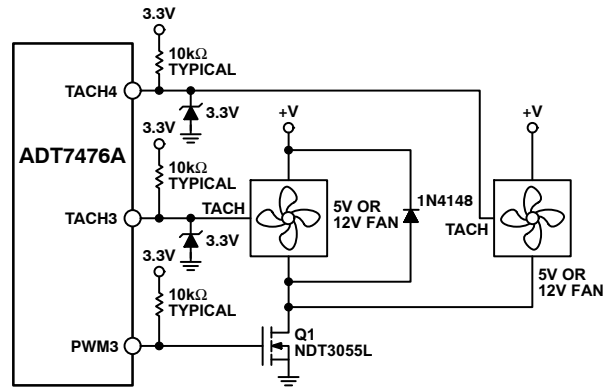 3.3V
10kΩ
TYPICAL
TACH4
3.3V
+V
+V
3.3V
ADT7476A
10kΩ
TYPICAL
TACH
5V OR
12V FAN
1N4148
TACH3
TACH
3.3V
3.3V
5V OR
12V FAN
10kΩ
TYPICAL
Q1
NDT3055L
PWM3